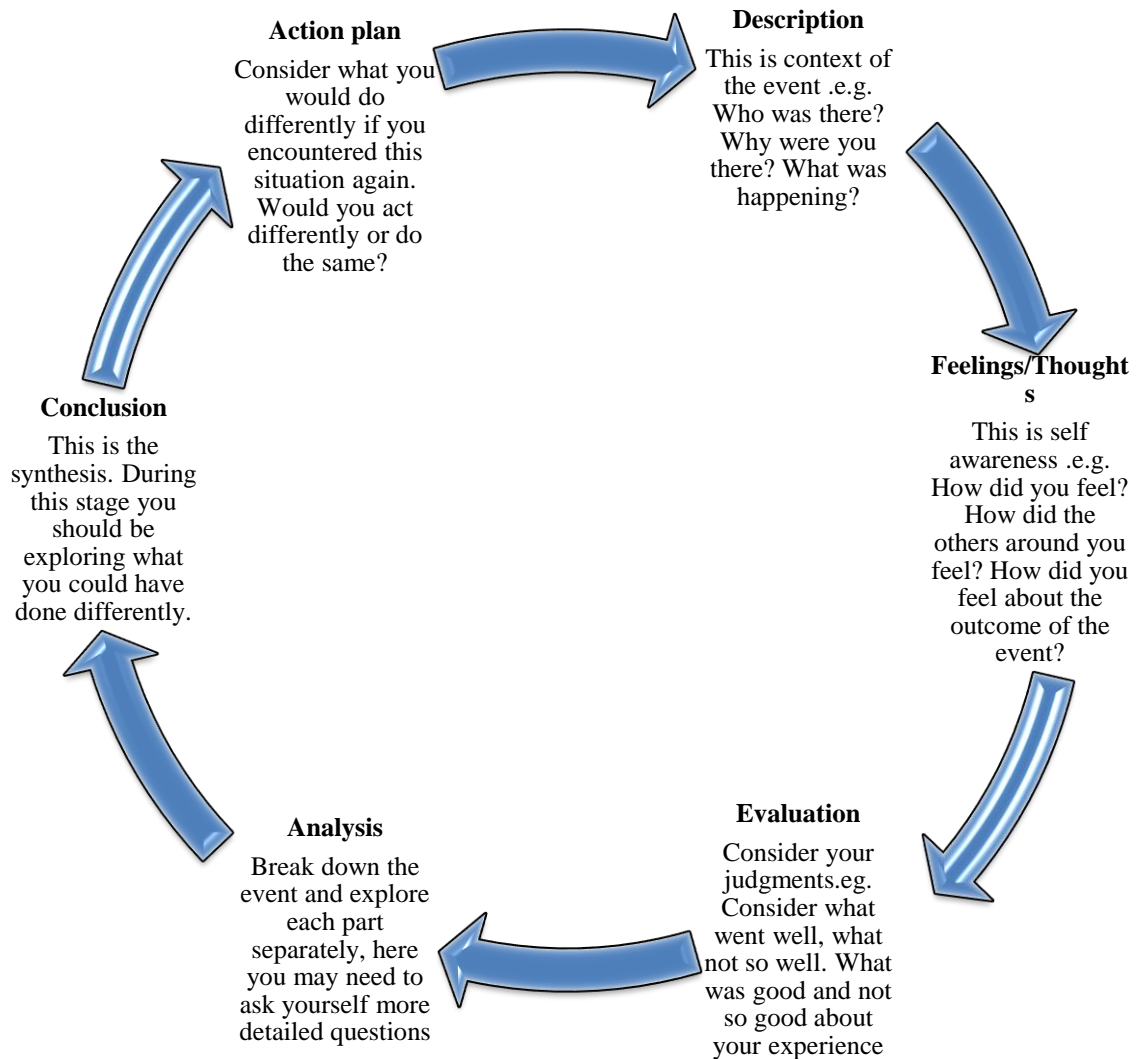 Description
This is context of
the event .e.g.
Who was there?
Why were you
there? What was
happening?
Feelings/Thought
s
This is self
awareness .e.g.
How did you feel?
How did the
others around you
feel? How did you
feel about the
outcome of the
event?
Evaluation
Consider your
judgments.eg.
Consider what
went well, what
not so well. What
was good and not
so good about
your experience
Analysis
Break down the
event and explore
each part
separately, here
you may need to
ask yourself more
detailed questions
Conclusion
This is the
synthesis. During
this stage you
should be
exploring what
you could have
done differently.
Action plan
Consider what you
would do
differently if you
encountered this
situation again.
Would you act
differently or do
the same?